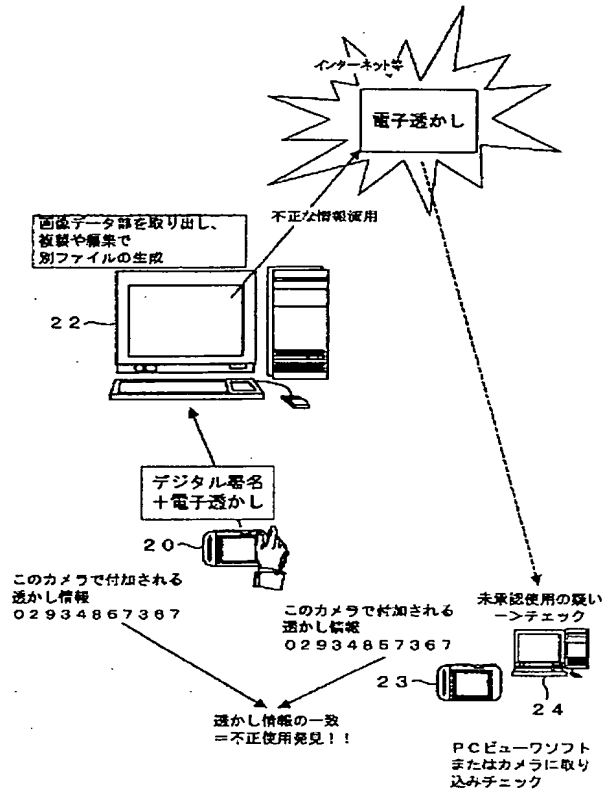 インターネット等
電子透かし
不正な情報流用
画像データ部を取り出し、
複製や編集で
別ファイルの生成
22
デジタル署名
+電子透かし
20
このカメラで付加される
透かし情報
02934867367
このカメラで付加される
透かし情報
02934857367
未承認使用の疑い
ー>チェック
23
24
透かし情報の一致
=不正使用発見!!
PCビューワソフト
またはカメラに取り
込みチェック